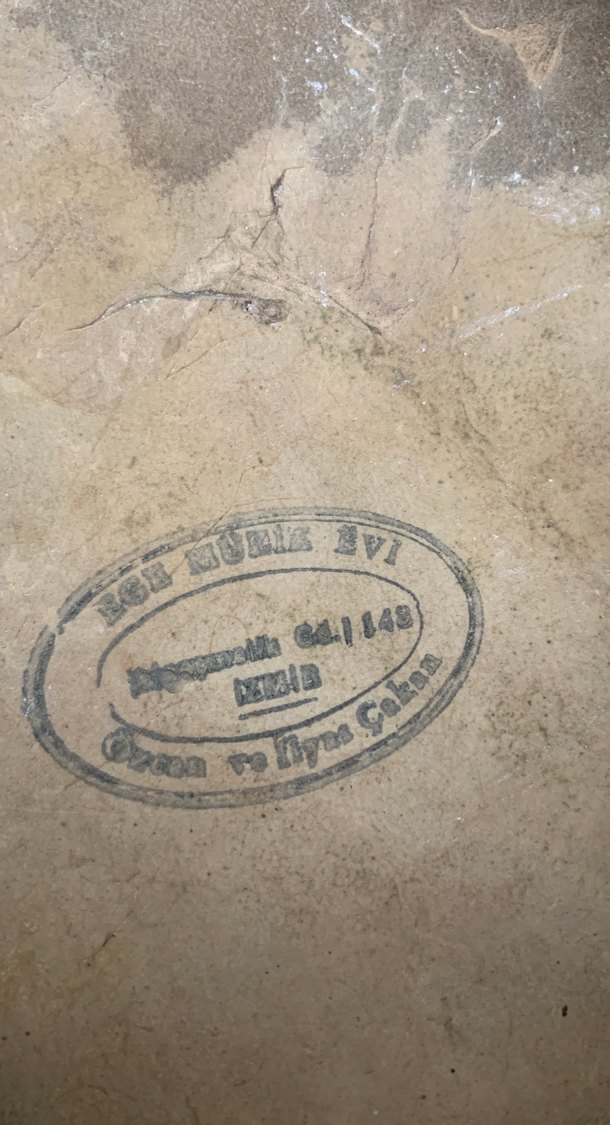 EGE MÜZİK EVİ
Cd. 148
İZMİR
Özcan ve İlyas Çakan